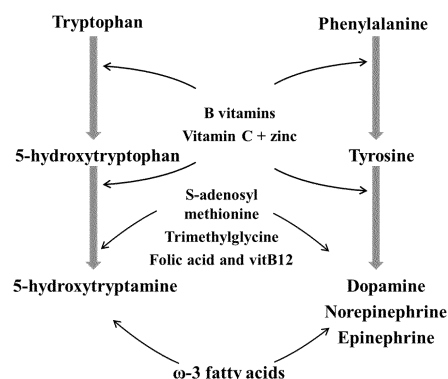 Tryptophan
Phenylalanine
B vitamins
Vitamin C + zinc
5-hydroxytryptophan
Tyrosine
S-adenosyl
methionine
Trimethylglycine
Folic acid and vitB12
5-hydroxytryptamine
Dopamine
Norepinephrine
Epinephrine
ω-3 fatty acids